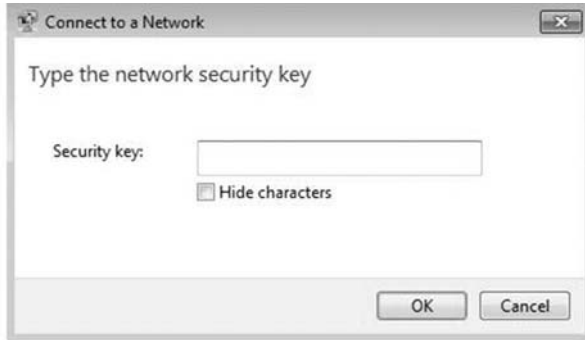 Connect to a Network
Type the network security key
Security key:
Hide characters
OK Cancel